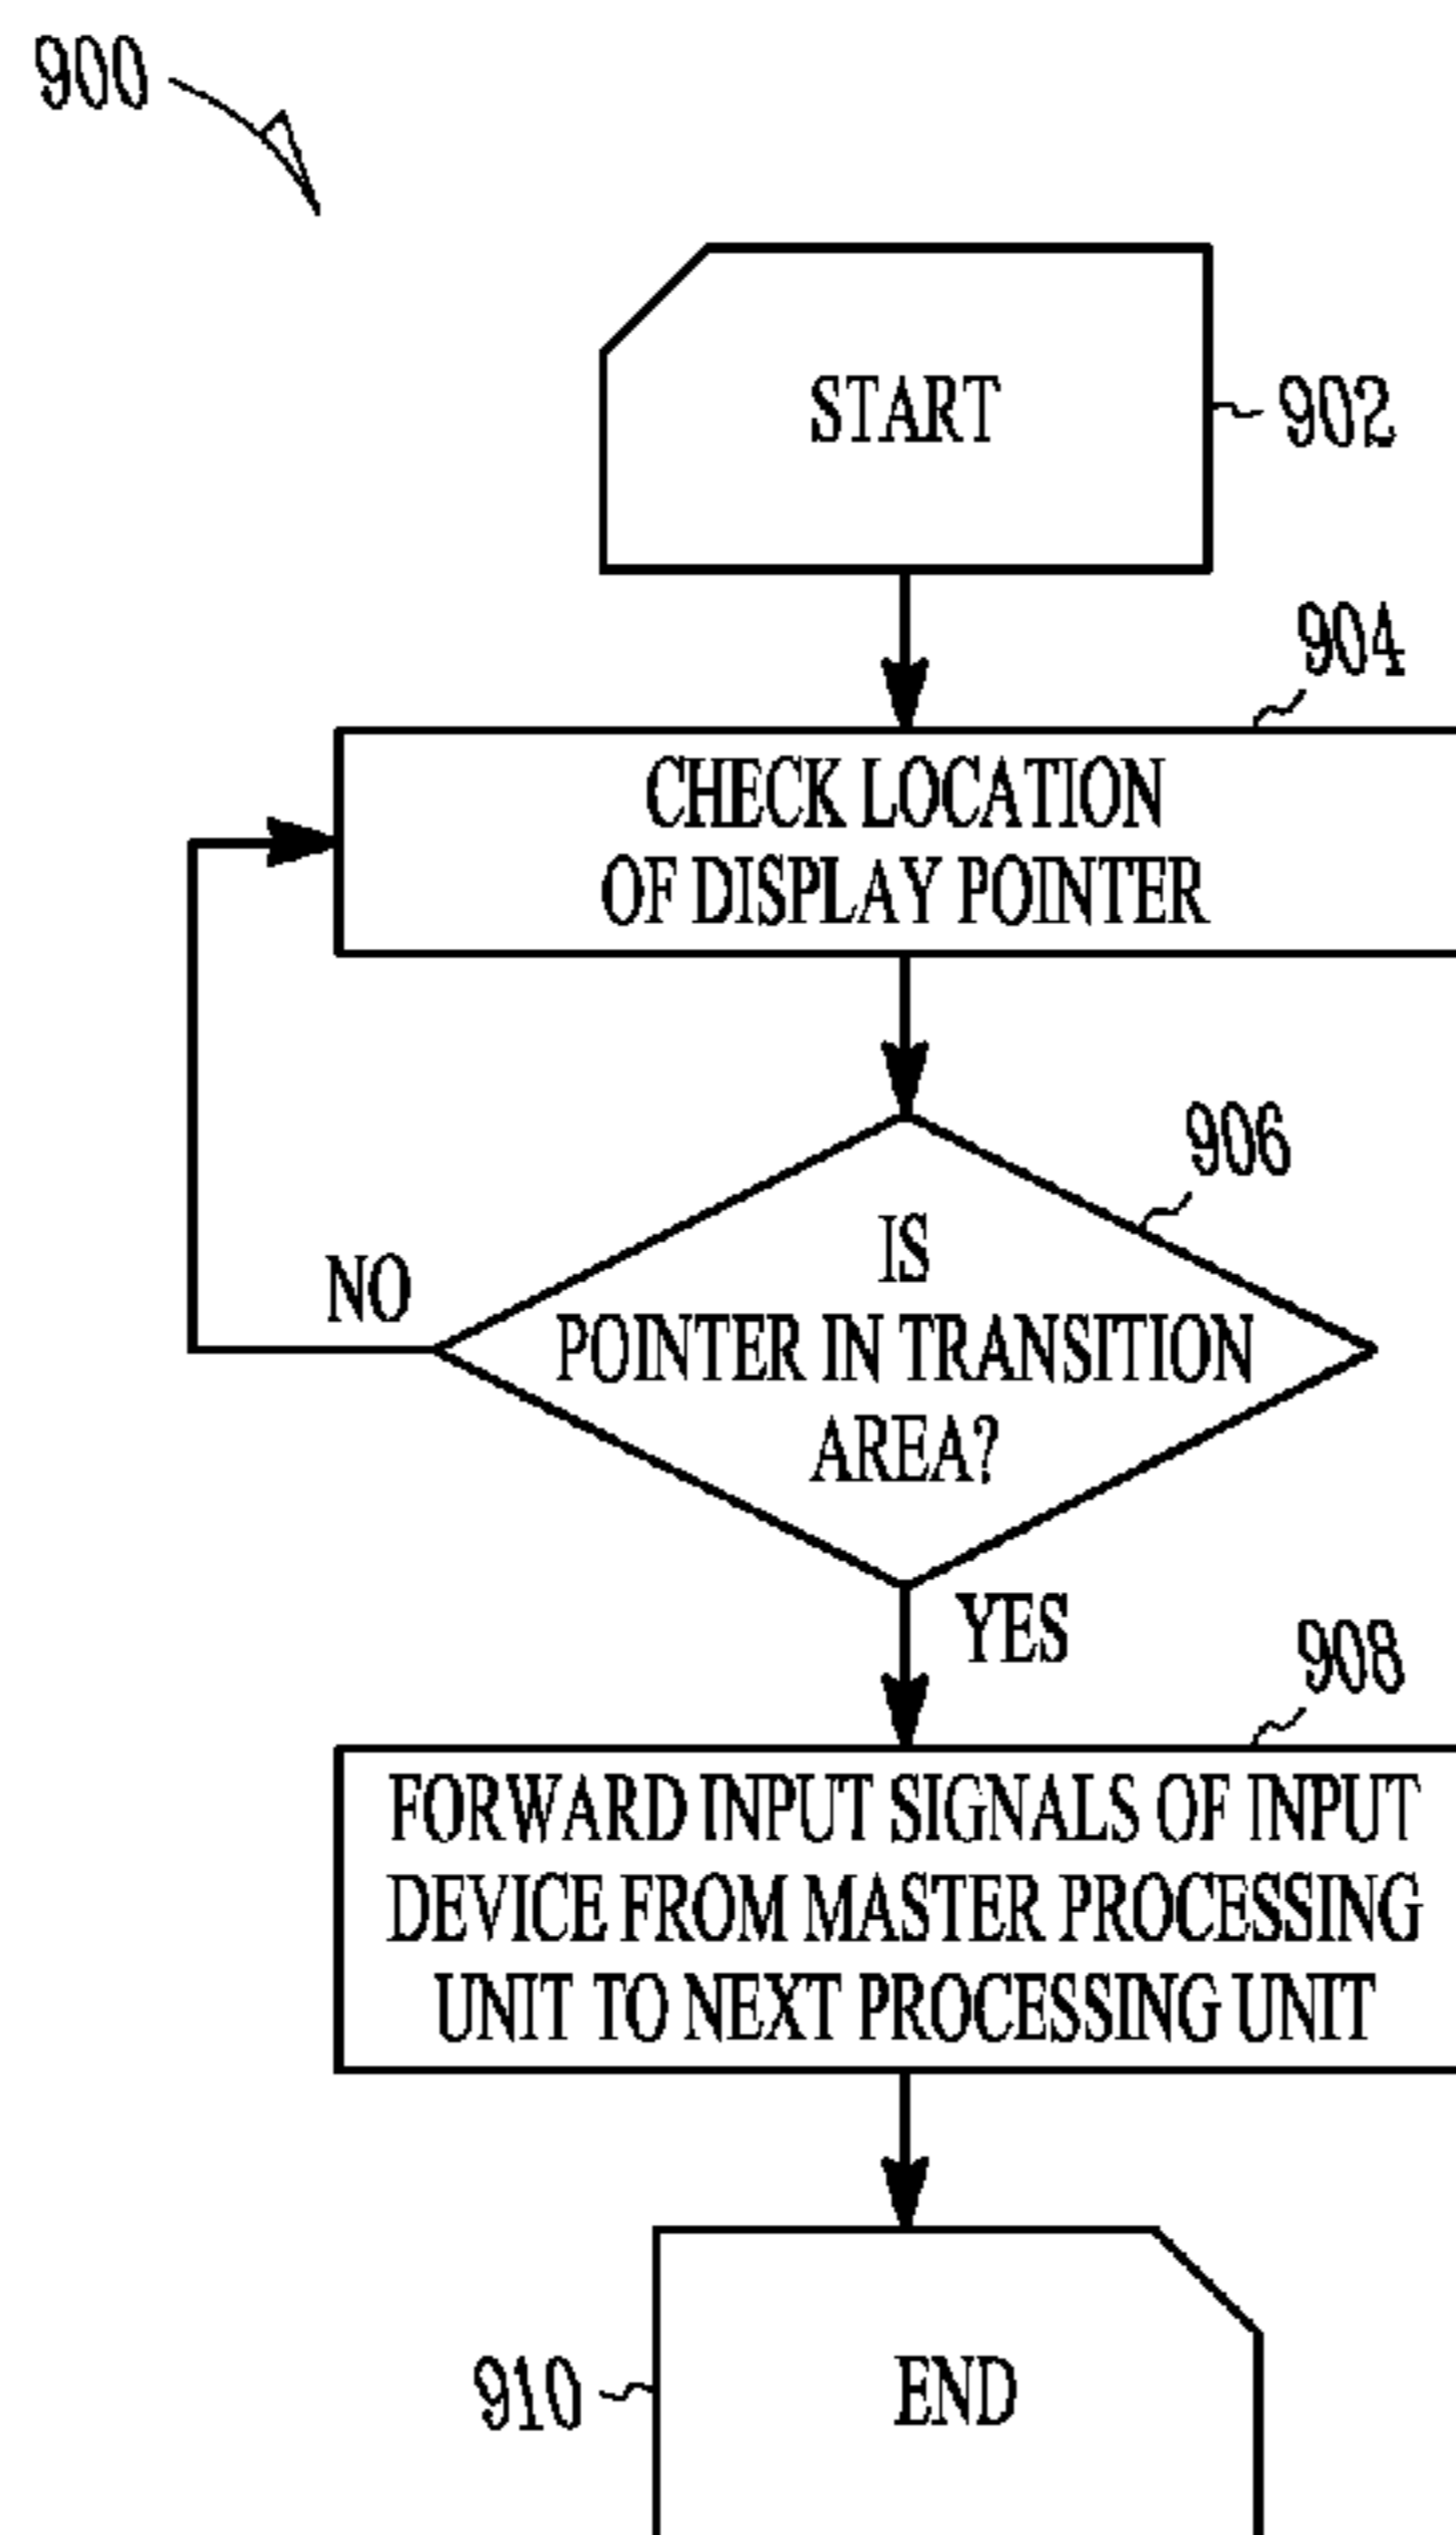 900
START
902
904
CHECK LOCATION
OF DISPLAY POINTER
906
IS
POINTER IN TRANSITION
AREA?
NO
YES
908
FORWARD INPUT SIGNALS OF INPUT
DEVICE FROM MASTER PROCESSING
UNIT TO NEXT PROCESSING UNIT
910
END